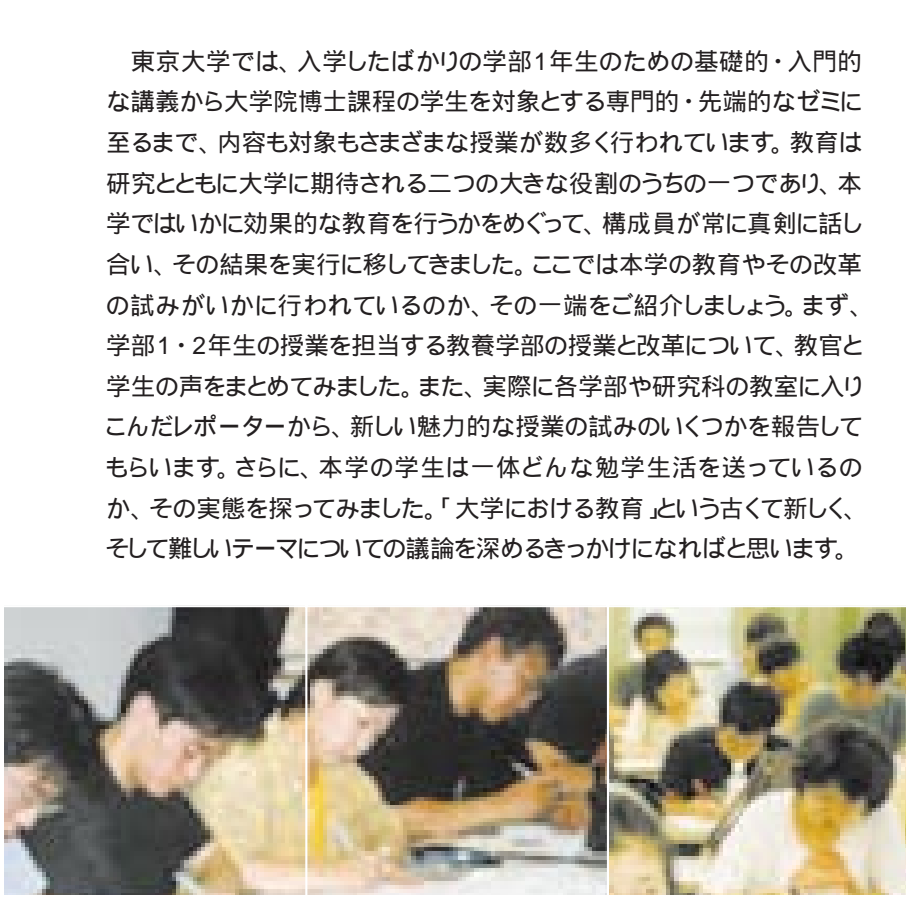 東京大学では、入学したばかりの学部1年生のための基礎的・入門的
な講義から大学院博士課程の学生を対象とする専門的・先端的なゼミに
至るまで、内容も対象もさまざまな授業が数多く行われています。教育は
研究とともに大学に期待される二つの大きな役割のうちの一つであり、本
学ではいかに効果的な教育を行うかをめぐって、構成員が常に真剣に話し
合い、その結果を実行に移してきました。ここでは本学の教育やその改革
の試みがいかに行われているのか、その一端をご紹介しましょう。まず、
学部1・2年生の授業を担当する教養学部の授業と改革について、教官と
学生の声をまとめてみました。また、実際に各学部や研究科の教室に入り
こんだレポーターから、新しい魅力的な授業の試みのいくつかを報告して
もらいます。さらに、本学の学生は一体どんな勉学生活を送っているの
か、その実態を探ってみました。「大学における教育」という古くて新しく、
そして難しいテーマについての議論を深めるきっかけになればと思います。